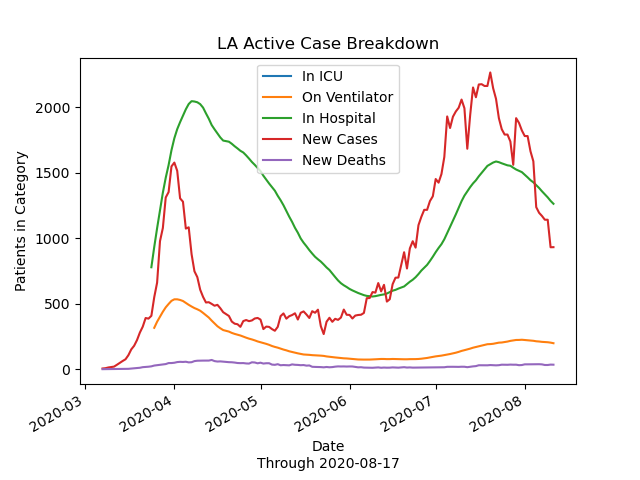 LA Active Case Breakdown
In ICU
On Ventilator
In Hospital
New Cases
New Deaths
Patients in Category
2000
1500
1000
500
0
2020-03
2020-04
2020-05
2020-06
2020-07
2020-08
Date
Through 2020-08-17